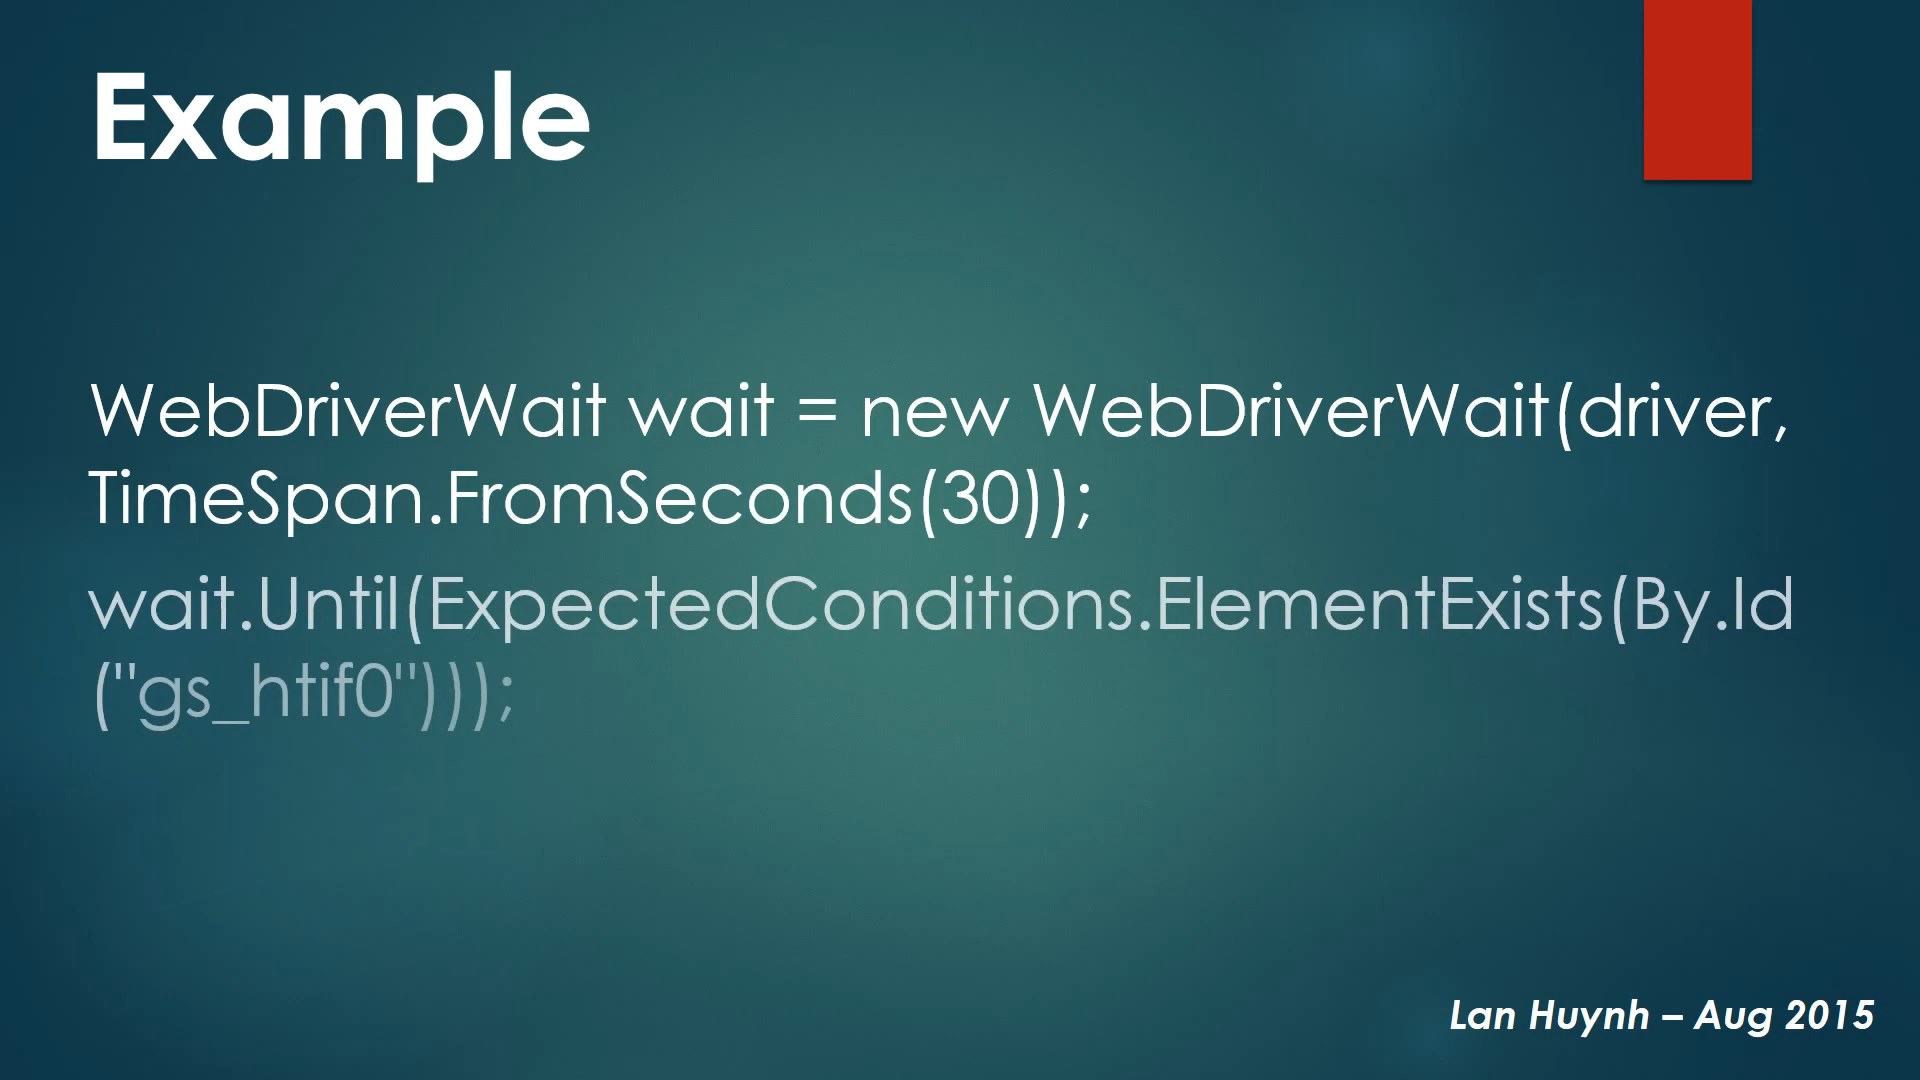 Example
WebDriverWait wait = new WebDriverWait(driver,
TimeSpan.FromSeconds(30));
wait.Until(ExpectedConditions.ElementExists(By.Id
("gs_htif0")));
Lan Huynh – Aug 2015